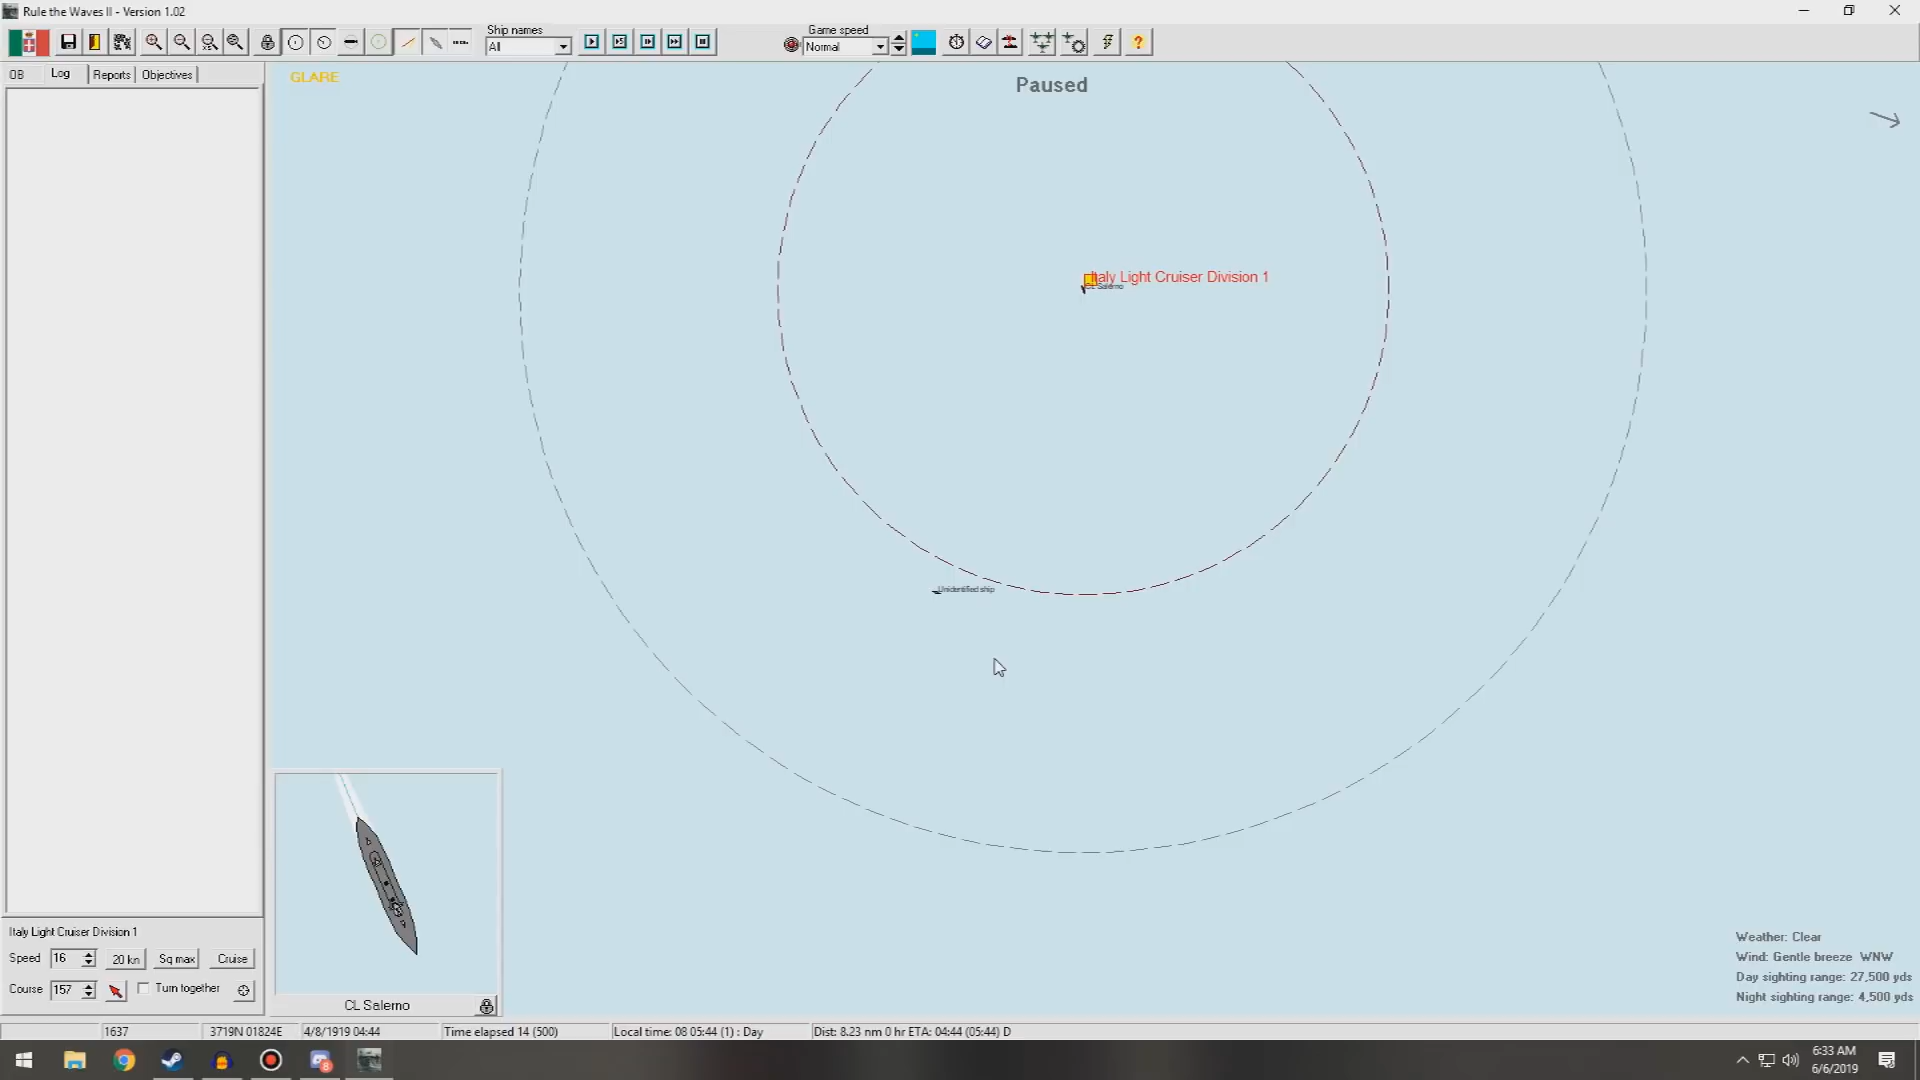 Rule the Waves II - Version 1.02
Ship names
All
Game speed
Normal
OB
Log
Reports
Objectives
GLARE
Paused
Italy Light Cruiser Division 1
CL Salerno
Unidentified ship
Italy Light Cruiser Division 1
Speed 16 20 kn Sq max Cruise
Course 157 Turn together
CL Salerno
Weather: Clear
Wind: Gentle breeze WNW
Day sighting range: 27,500 yds
Night sighting range: 4,500 yds
1637 3719N 01824E 4/8/1919 04:44 Time elapsed 14 (500) Local time: 08 05:44 (1) : Day Dist: 8.23 nm 0 hr ETA: 04:44 (05:44) D
8
6:33 AM
6/6/2019